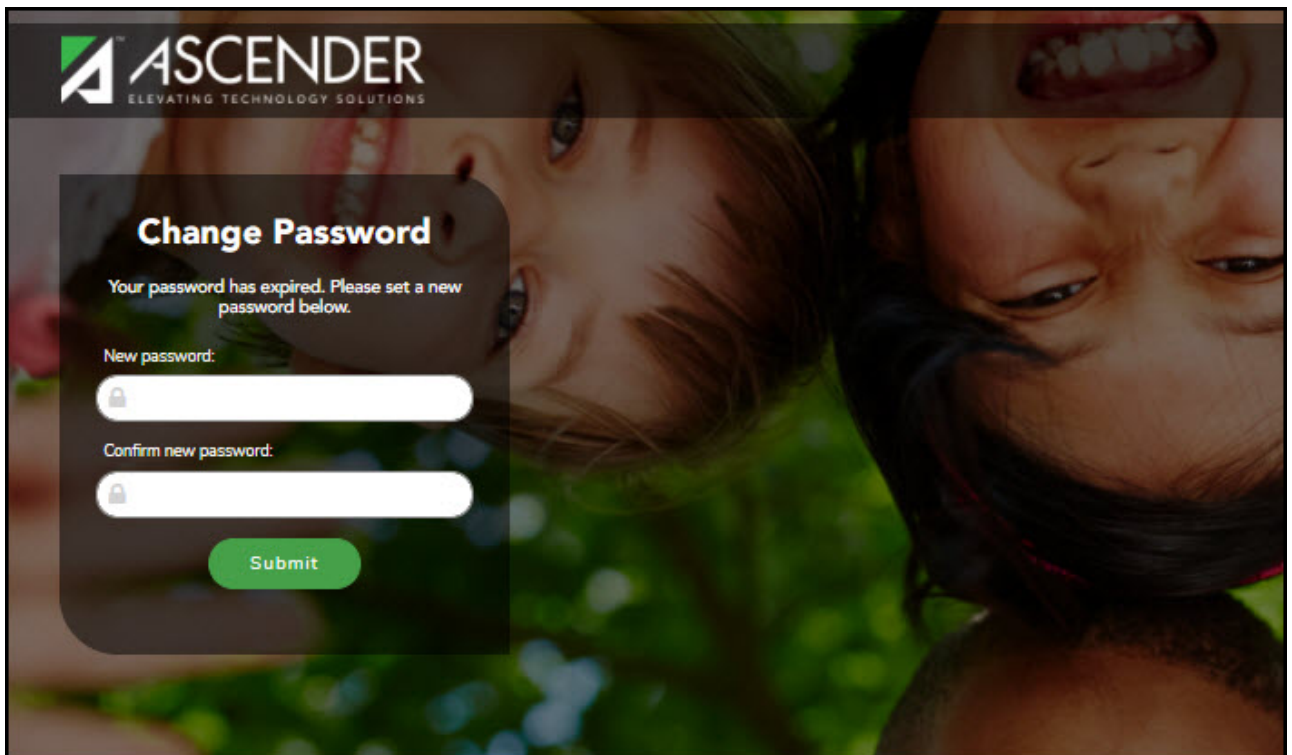 ASCENDER
ELEVATING TECHNOLOGY SOLUTIONS
Change Password
Your password has expired. Please set a new
password below.
New password:
Confirm new password:
Submit